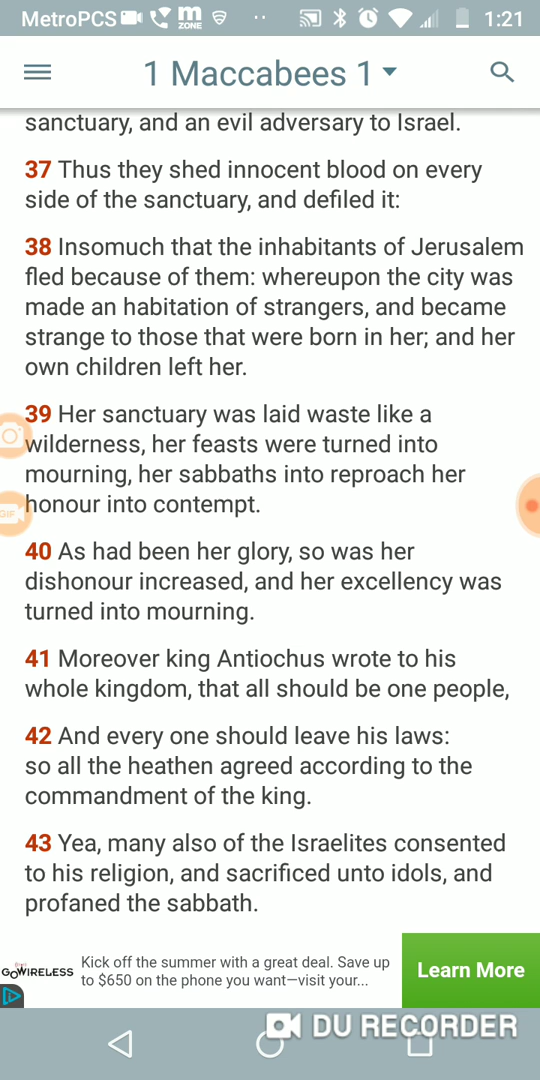 MetroPCS
m
ZONE
1:21
1 Maccabees 1
sanctuary, and an evil adversary to Israel.
37 Thus they shed innocent blood on every
side of the sanctuary, and defiled it:
38 Insomuch that the inhabitants of Jerusalem
fled because of them: whereupon the city was
made an habitation of strangers, and became
strange to those that were born in her; and her
own children left her.
39 Her sanctuary was laid waste like a
wilderness, her feasts were turned into
mourning, her sabbaths into reproach her
honour into contempt.
GIF
40 As had been her glory, so was her
dishonour increased, and her excellency was
turned into mourning.
41 Moreover king Antiochus wrote to his
whole kingdom, that all should be one people,
42 And every one should leave his laws:
so all the heathen agreed according to the
commandment of the king.
43 Yea, many also of the Israelites consented
to his religion, and sacrificed unto idols, and
profaned the sabbath.
GOWIRELESS
Kick off the summer with a great deal. Save up
to $650 on the phone you want—visit your...
Learn More
DU RECORDER